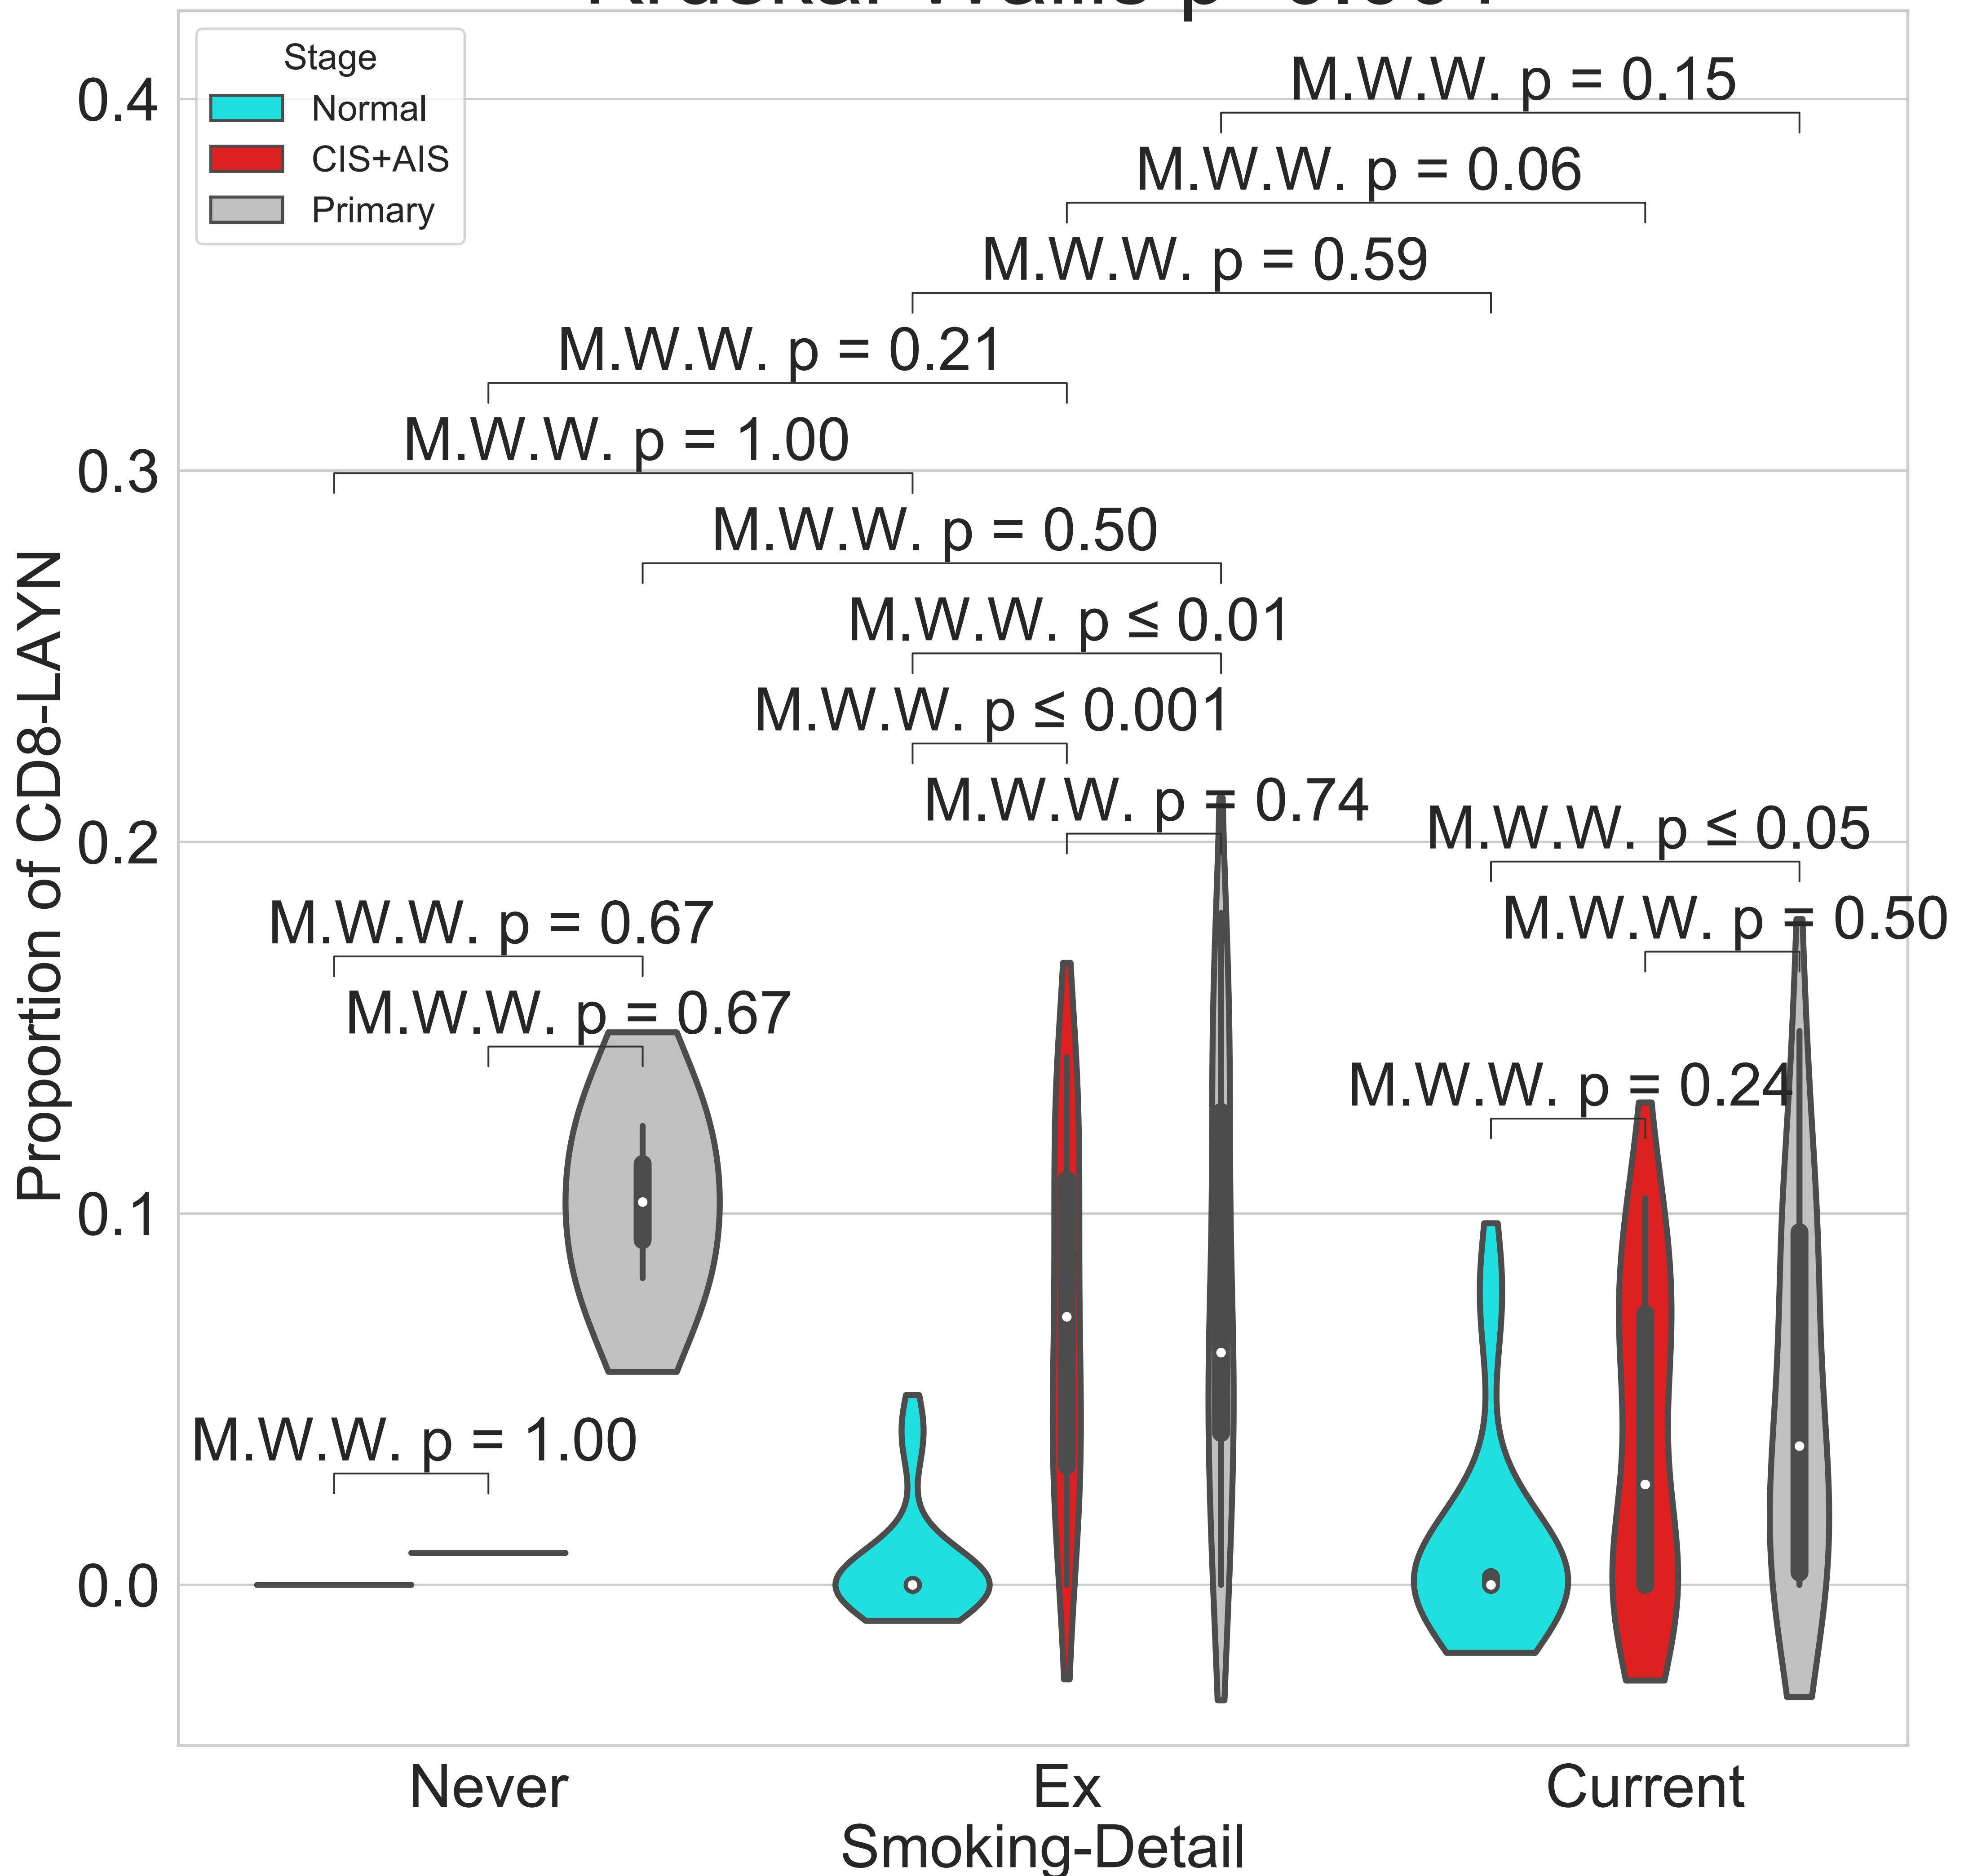 Stage
Normal
CIS+AIS
Primary
0.4
0.3
0.2
0.1
0.0
Proportion of CD8-LAYN
M.W.W. p = 0.15
M.W.W. p = 0.06
M.W.W. p = 0.59
M.W.W. p = 0.21
M.W.W. p = 1.00
M.W.W. p = 0.50
M.W.W. p ≤ 0.01
M.W.W. p ≤ 0.001
M.W.W. p = 0.74
M.W.W. p ≤ 0.05
M.W.W. p = 0.67
M.W.W. p = 0.50
M.W.W. p = 0.67
M.W.W. p = 0.24
M.W.W. p = 1.00
Never
Ex
Current
Smoking-Detail